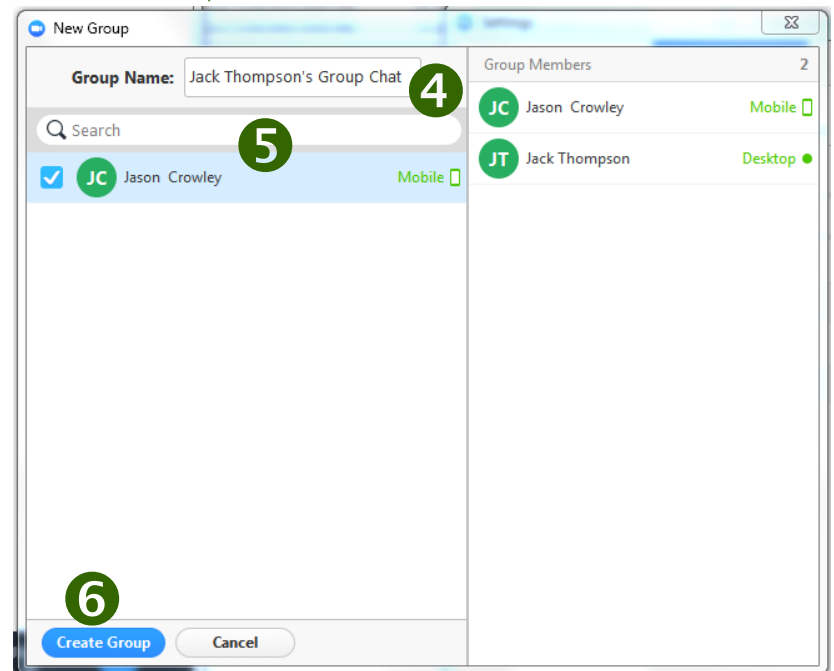 New Group
Settings
Group Name: Jack Thompson's Group Chat
4
Search
5
JC Jason Crowley Mobile
Group Members 2
JC Jason Crowley Mobile
JT Jack Thompson Desktop
6
Create Group Cancel